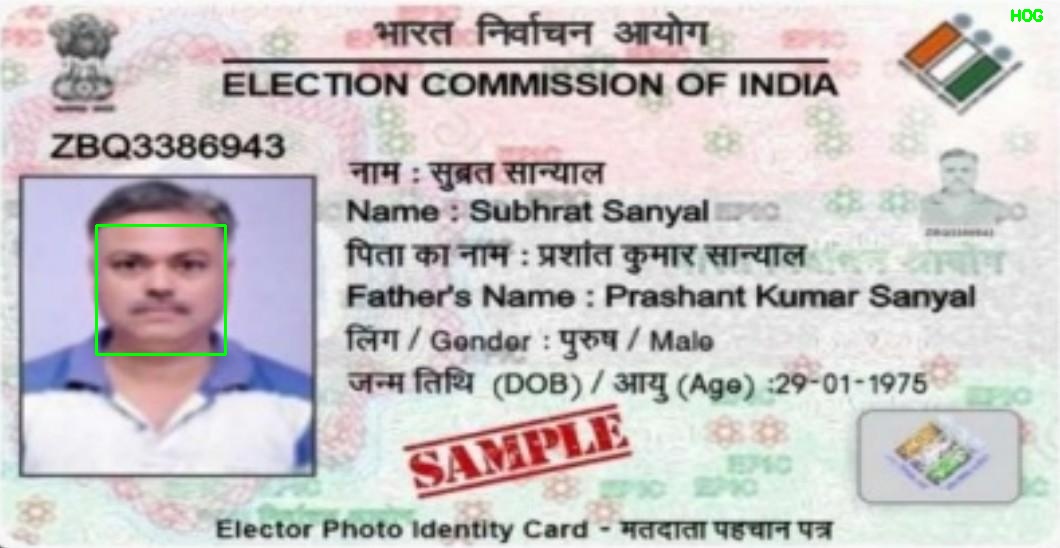 HOG
भारत निर्वाचन आयोग
ELECTION COMMISSION OF INDIA
ZBQ3386943
नाम : सुब्रत सान्याल
Name : Subhrat Sanyal
पिता का नाम : प्रशांत कुमार सान्याल
Father's Name : Prashant Kumar Sanyal
लिंग / Gender : पुरुष / Male
जन्म तिथि (DOB) / आयु (Age) :29-01-1975
SAMPLE
Elector Photo Identity Card - मतदाता पहचान पत्र